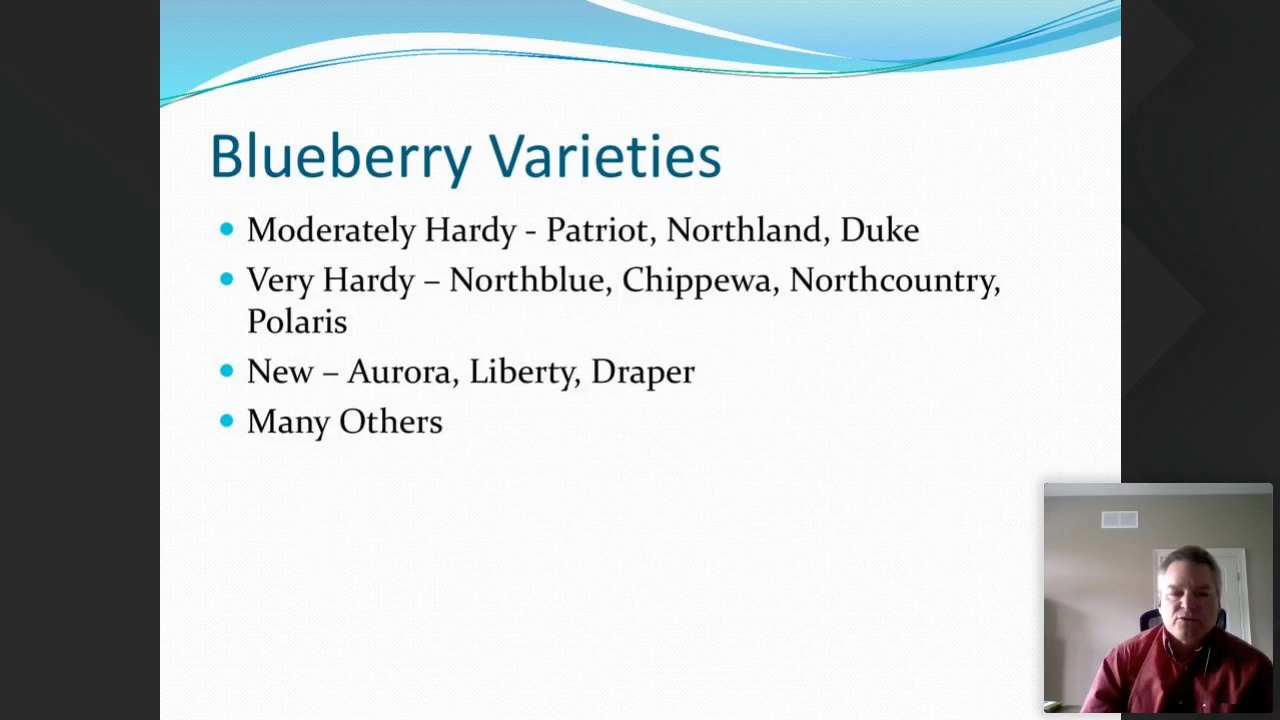 Blueberry Varieties
Moderately Hardy - Patriot, Northland, Duke
Very Hardy – Northblue, Chippewa, Northcountry,
Polaris
New – Aurora, Liberty, Draper
Many Others